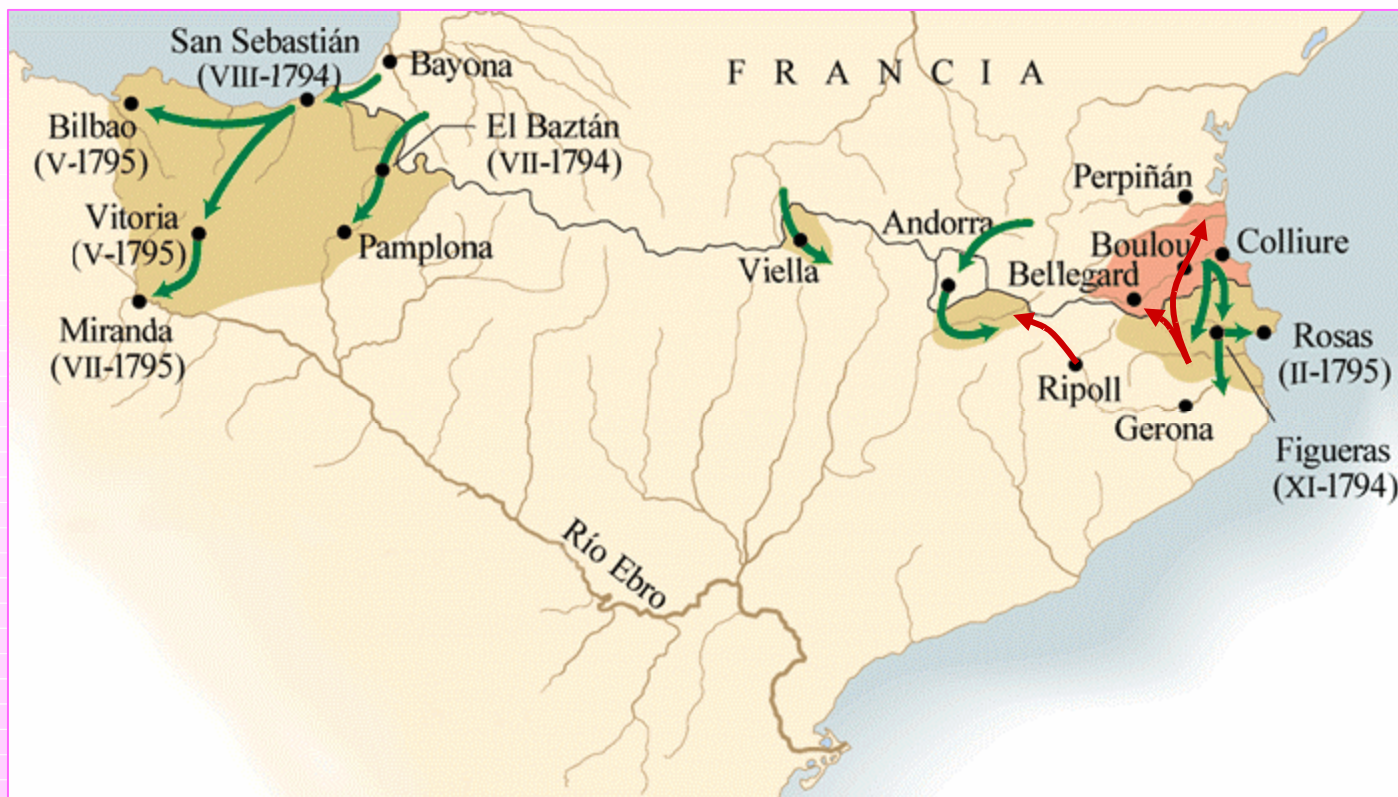 San Sebastián
(VIII-1794)
Bayona
FRANCIA
Bilbao
(V-1795)
El Baztán
(VII-1794)
Perpiñán
Vitoria
(V-1795)
Pamplona
Andorra
Viella
Boulou
Colliure
Bellegard
Miranda
(VII-1795)
Rosas
(II-1795)
Ripoll
Gerona
Figueras
(XI-1794)
Río Ebro